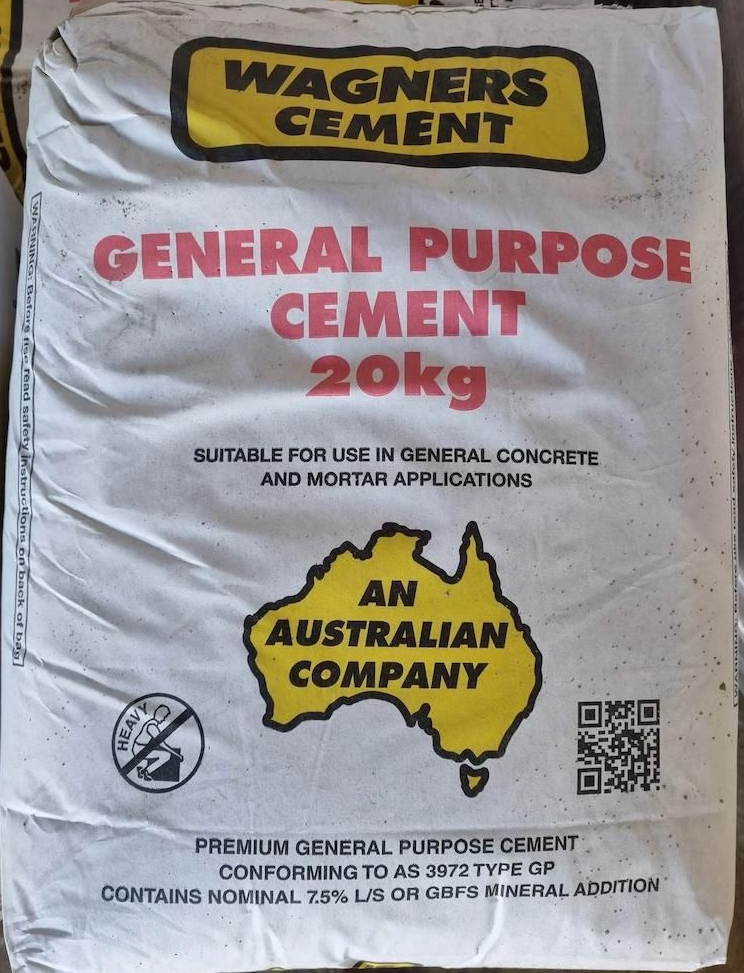 WAGNERS
CEMENT
GENERAL PURPOSE
CEMENT
20kg
SUITABLE FOR USE IN GENERAL CONCRETE
AND MORTAR APPLICATIONS
AN
AUSTRALIAN
COMPANY
HEAVY
PREMIUM GENERAL PURPOSE CEMENT
CONFORMING TO AS 3972 TYPE GP
CONTAINS NOMINAL 7.5% L/S OR GBFS MINERAL ADDITION
WARNING: Before use read safety instructions on back of bag